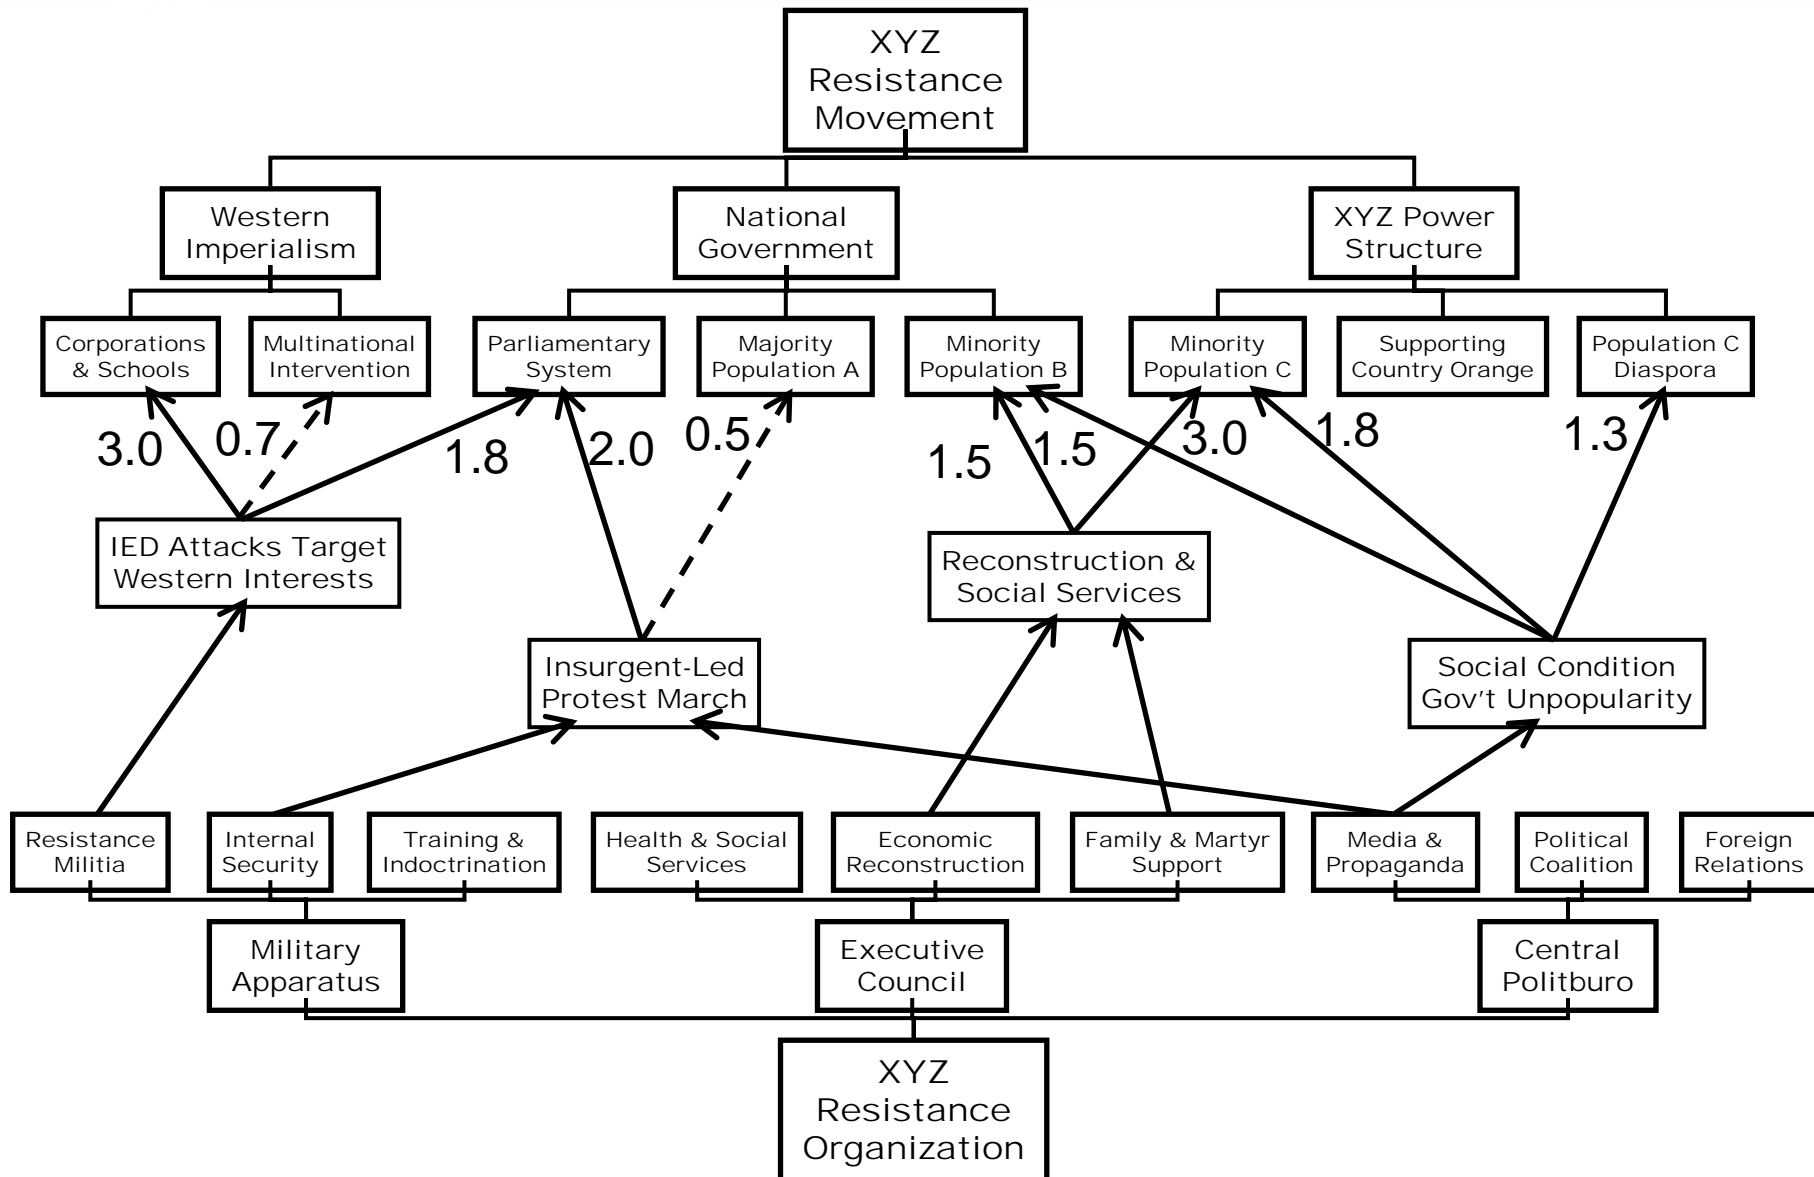 XYZ
Resistance
Movement
Western
Imperialism
National
Government
XYZ Power
Structure
Corporations
& Schools
Multinational
Intervention
Parliamentary
System
Majority
Population A
Minority
Population B
Minority
Population C
Supporting
Country Orange
Population C
Diaspora
3.0
0.7
1.8
2.0
0.5
1.5
1.5
3.0
1.8
1.3
IED Attacks Target
Western Interests
Reconstruction &
Social Services
Insurgent-Led
Protest March
Social Condition
Gov't Unpopularity
Resistance
Militia
Internal
Security
Training &
Indoctrination
Health & Social
Services
Economic
Reconstruction
Family & Martyr
Support
Media &
Propaganda
Political
Coalition
Foreign
Relations
Military
Apparatus
Executive
Council
Central
Politburo
XYZ
Resistance
Organization